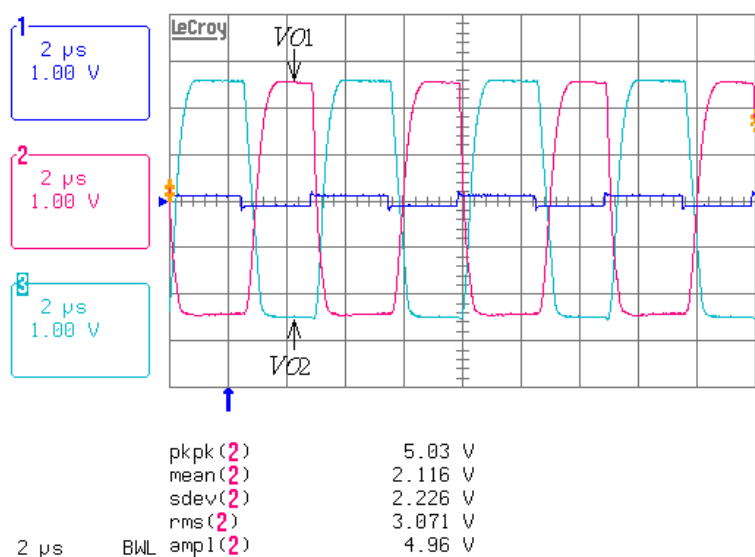 1
2 µs
1.00 V
2
2 µs
1.00 V
3
2 µs
1.00 V
LeCroy
VO1
VO2
pkpk(2) 5.03 V
mean(2) 2.116 V
sdev(2) 2.226 V
rms(2) 3.071 V
2 µs BWL ampl(2) 4.96 V